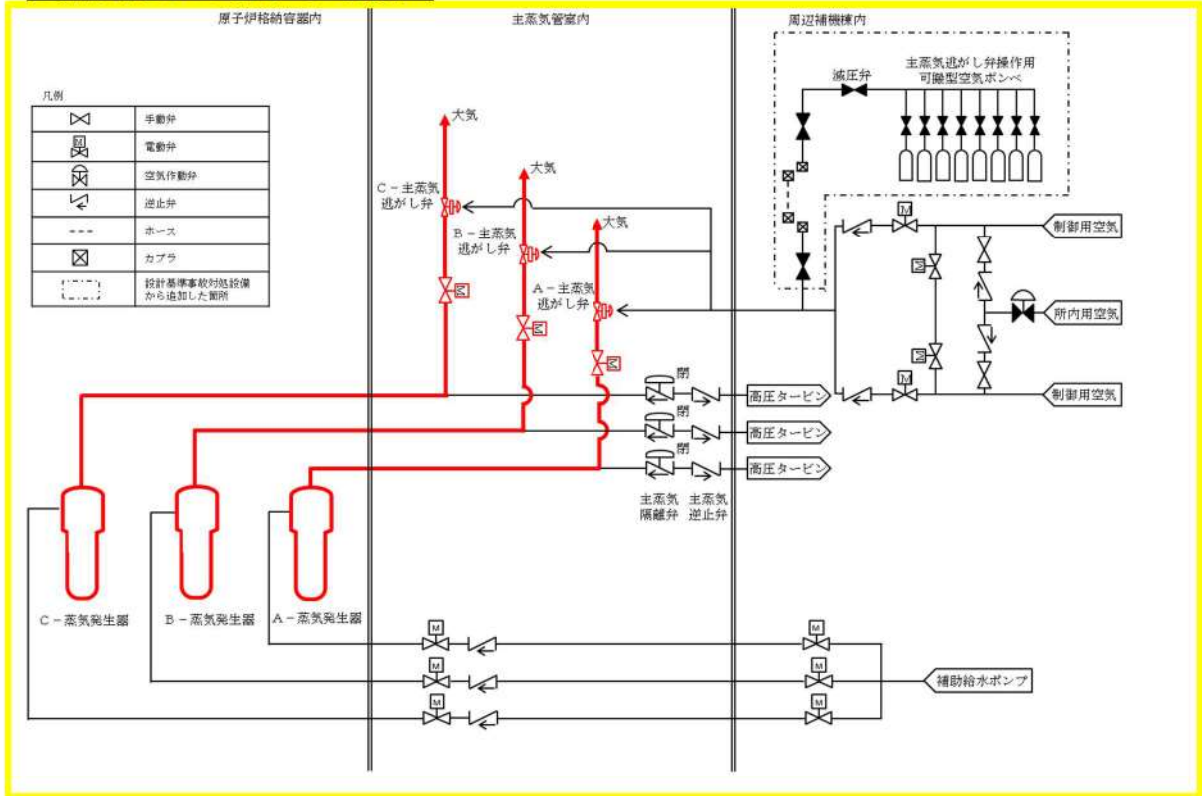 原子炉格納容器内
主蒸気管室内
周辺補機棟内
凡例
手動弁
M
電動弁
空気作動弁
逆止弁
ホース
カプラ
設計基準事故対処設備
から追加した箇所
減圧弁
主蒸気逃がし弁操作用
可搬型空気ボンベ
大気
大気
大気
C-主蒸気
逃がし弁
B-主蒸気
逃がし弁
A-主蒸気
逃がし弁
M
M
M
M
制御用空気
M
所内用空気
M
M
制御用空気
閉
高圧タービン
閉
高圧タービン
閉
高圧タービン
主蒸気
隔離弁
主蒸気
逆止弁
C-蒸気発生器
B-蒸気発生器
A-蒸気発生器
M
M
M
M
補助給水ポンプ
M
M